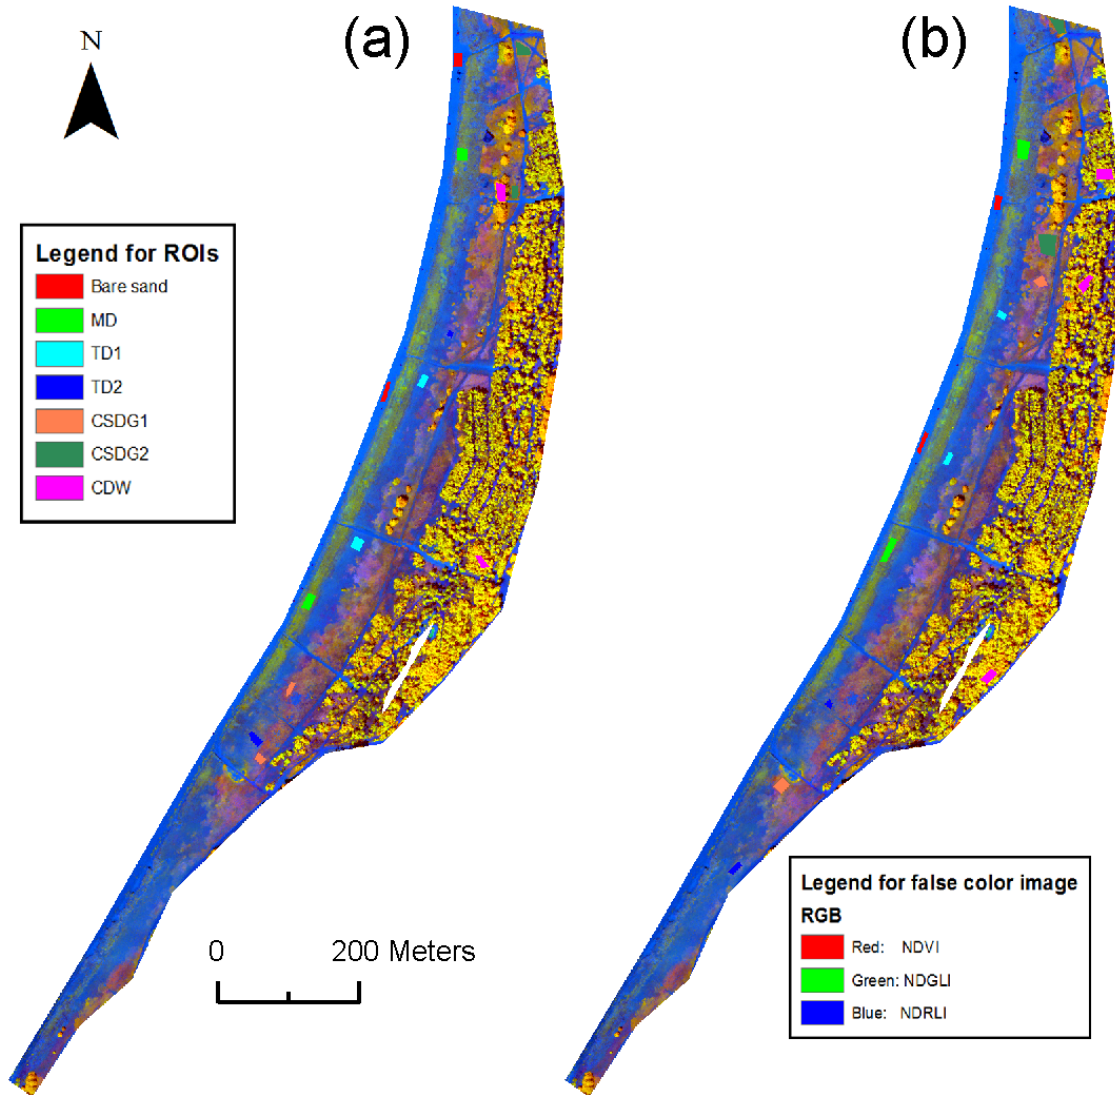 (a)
(b)
N
Legend for ROIs
Bare sand
MD
TD1
TD2
CSDG1
CSDG2
CDW
0 200 Meters
Legend for false color image
RGB
Red: NDVI
Green: NDGLI
Blue: NDRLI